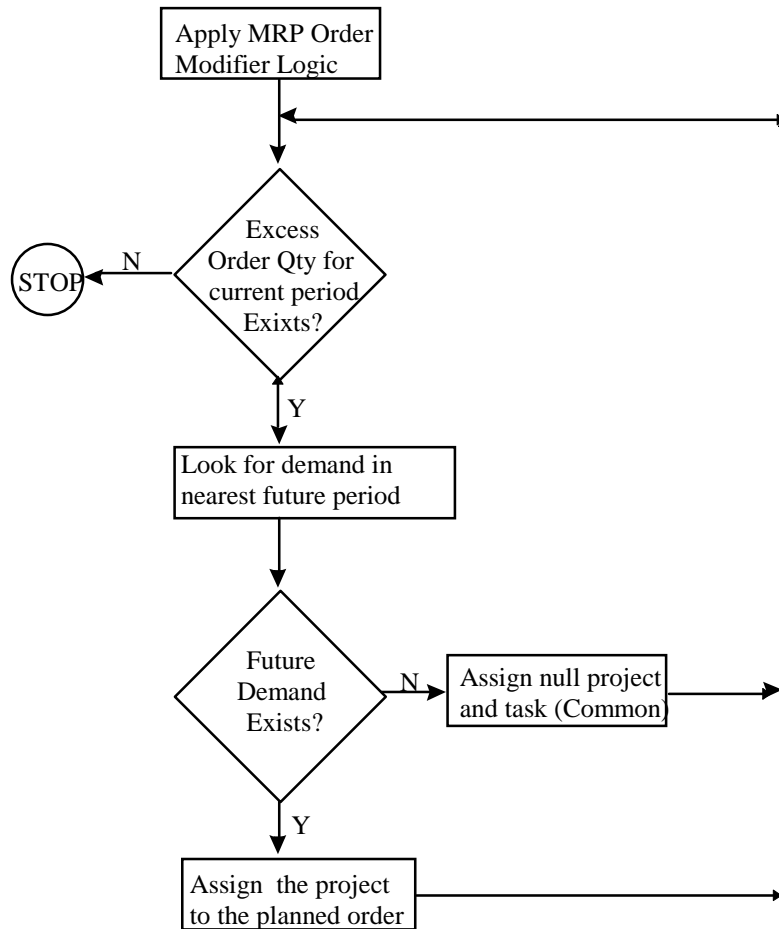 Apply MRP Order
Modifier Logic
Excess
Order Qty for
current period
Exixts?
N
STOP
Y
Look for demand in
nearest future period
Future
Demand
Exists?
N
Assign null project
and task (Common)
Y
Assign the project
to the planned order